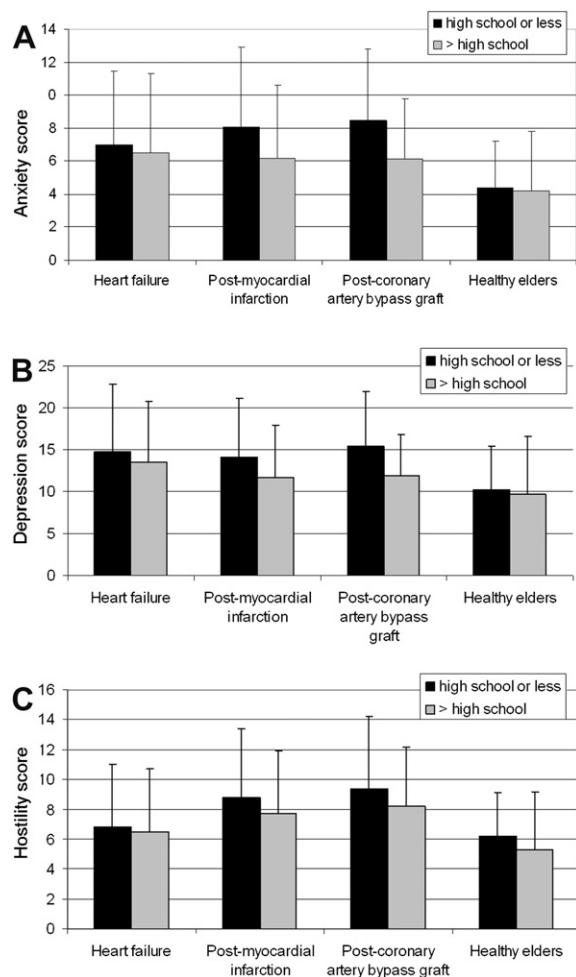 A
high school or less
> high school
Anxiety score
14
12
0
8
6
4
2
0
Heart failure
Post-myocardial
infarction
Post-coronary
artery bypass graft
Healthy elders
B
high school or less
> high school
Depression score
25
20
15
10
5
0
Heart failure
Post-myocardial
infarction
Post-coronary
artery bypass
graft
Healthy elders
C
high school or less
> high school
Hostility score
16
14
12
10
8
6
4
2
0
Heart failure
Post-myocardial
infarction
Post-coronary
artery bypass graft
Healthy elders